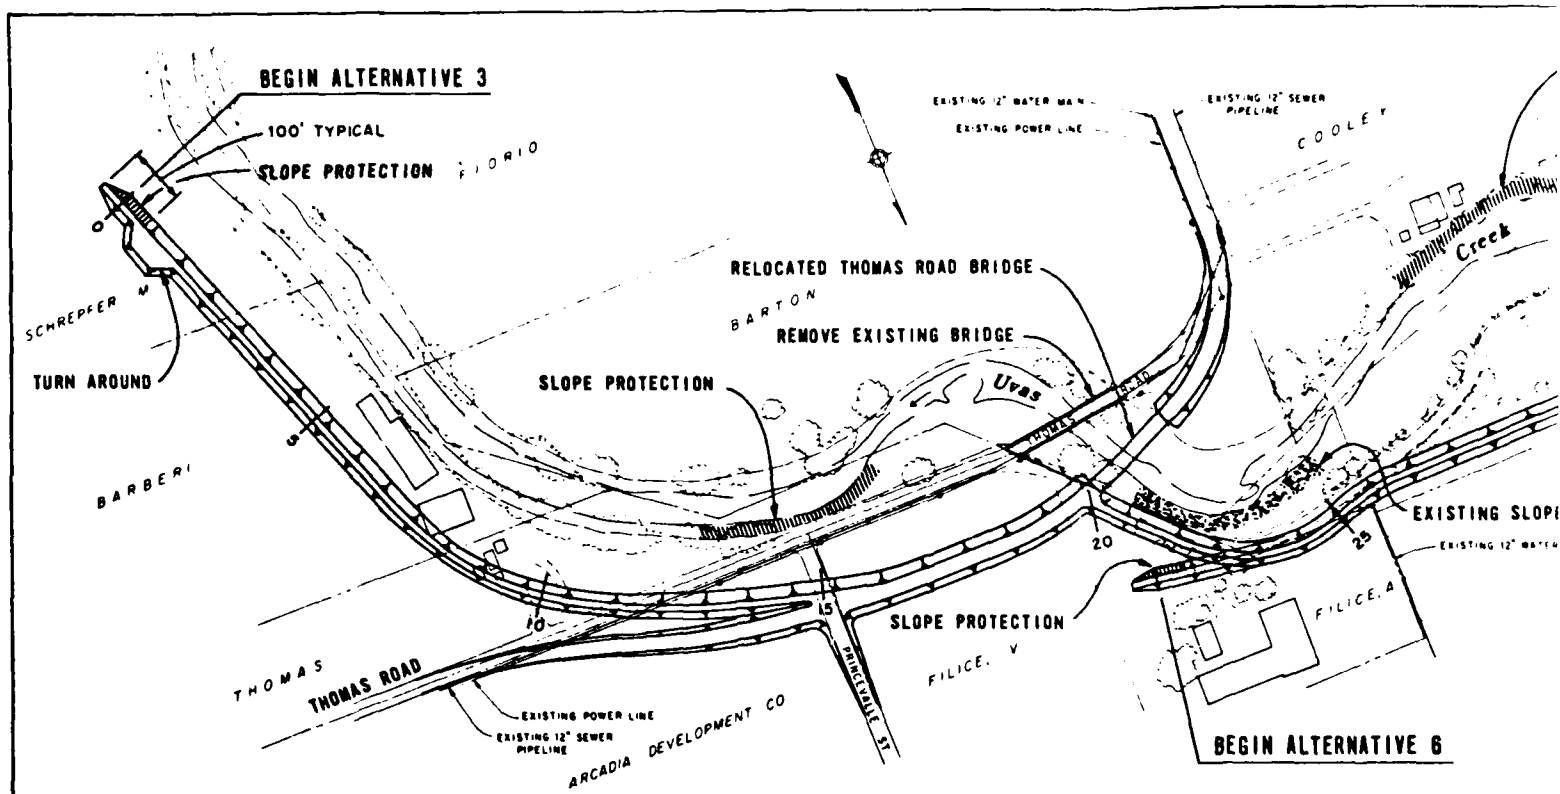 BEGIN ALTERNATIVE 3
100' TYPICAL
SLOPE PROTECTION
FIORIO
EXISTING 12" WATER MAIN
EXISTING POWER LINE
EXISTING 12" SEWER
PIPELINE
COOLEY
Creek
0
SCHREPFER M
TURN AROUND
RELOCATED THOMAS ROAD BRIDGE
BARTON
REMOVE EXISTING BRIDGE
SLOPE PROTECTION
Uvas
THOMAS ROAD
5
BARBERI
EXISTING SLOPE
EXISTING 12" WATER
20
25
10
15
SLOPE PROTECTION
FILICE, A
FILICE, V
PRINCEVALLE ST
THOMAS
THOMAS ROAD
EXISTING POWER LINE
EXISTING 12" SEWER
PIPELINE
ARCADIA DEVELOPMENT CO
BEGIN ALTERNATIVE 6